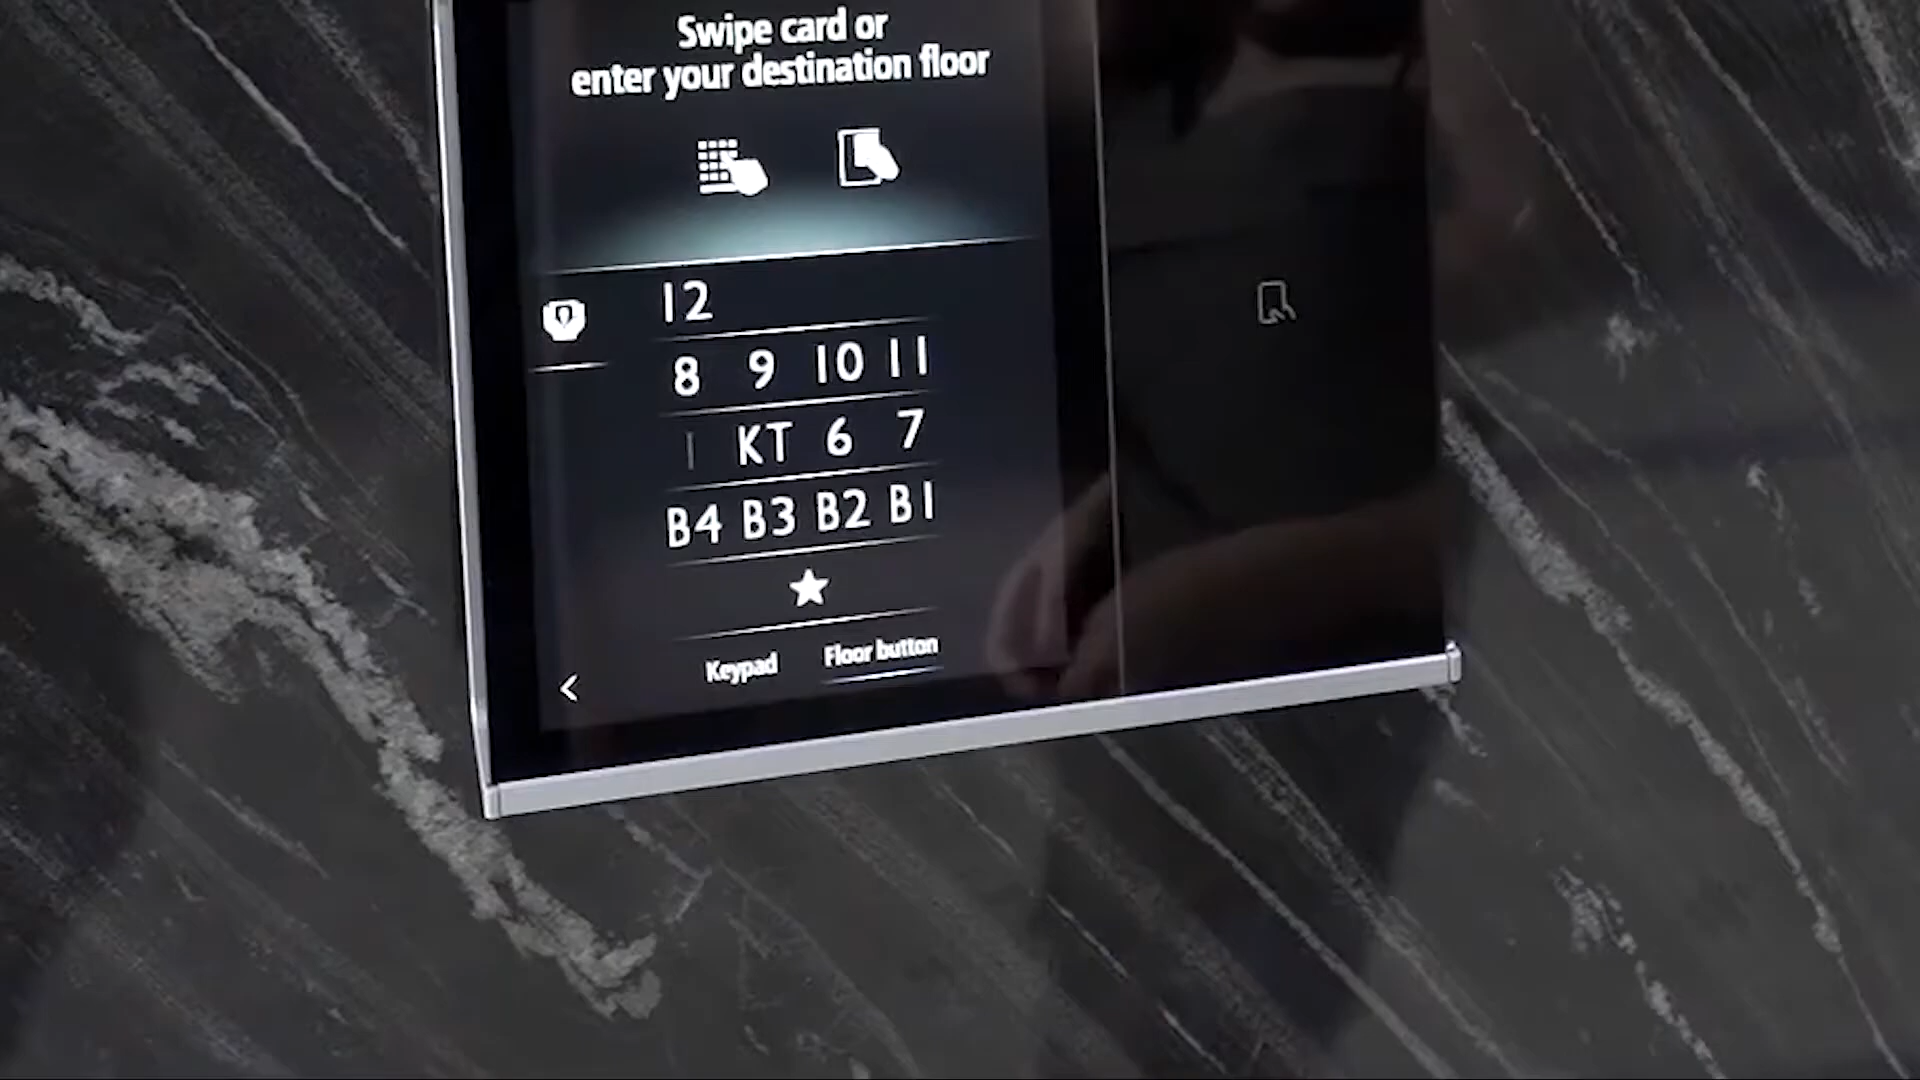 Swipe card or
enter your destination floor
12
8 9 10 11
1 KT 6 7
B4 B3 B2 B1
Keypad Floor button